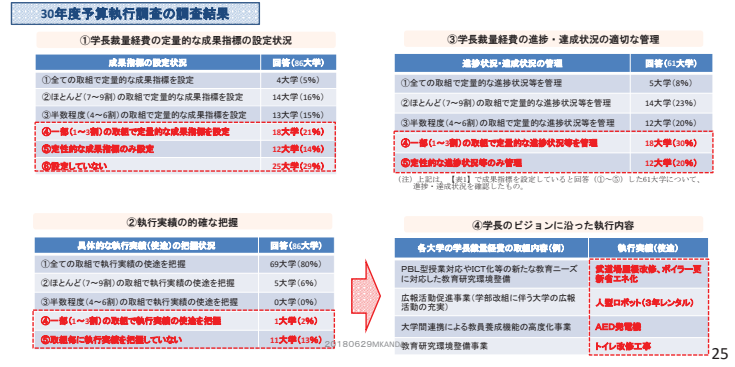 30年度予算執行調査の調査結果
①学長裁量経費の定量的な成果指標の設定状況
成果指標の設定状況 回答(86大学)
①全ての取組で定量的な成果指標を設定 4大学(5%)
②ほとんど(7～9割)の取組で定量的な成果指標を設定 14大学(16%)
③半数程度(4～6割)の取組で定量的な成果指標を設定 13大学(15%)
④一部(1～3割)の取組で定量的な成果指標を設定 18大学(21%)
⑤定性的な成果指標のみ設定 12大学(14%)
⑥設定していない 25大学(29%)
②執行実績の的確な把握
具体的な執行実績(使途)の把握状況 回答(86大学)
①全ての取組で執行実績の使途を把握 69大学(80%)
②ほとんど(7～9割)の取組で執行実績の使途を把握 5大学(6%)
③半数程度(4～6割)の取組で執行実績の使途を把握 0大学(0%)
④一部(1～3割)の取組で執行実績の使途を把握 1大学(2%)
⑤取組毎に執行実績を把握していない 11大学(13%)
③学長裁量経費の進捗・達成状況の適切な管理
進捗状況・達成状況の管理 回答(61大学)
①全ての取組で定量的な進捗状況等を管理 5大学(8%)
②ほとんど(7～9割)の取組で定量的な進捗状況等を管理 14大学(23%)
③半数程度(4～6割)の取組で定量的な進捗状況等を管理 12大学(20%)
④一部(1～3割)の取組で定量的な進捗状況等を管理 18大学(30%)
⑤定性的な進捗状況等のみ管理 12大学(20%)
(注）上記は、【表1】で成果指標を設定していると回答（①～⑤）した61大学について、
進捗・達成状況を確認したもの。
④学長のビジョンに沿った執行内容
各大学の学長裁量経費の取組内容(例) 執行実績(使途)
PBL型授業対応やICT化等の新たな教育ニーズ
に対応した教育研究環境整備
武道場屋根改修、ボイラー更
新省エネ化
広報活動促進事業(学部改組に伴う大学の広報
活動の充実)
人型ロボット(3年レンタル)
大学間連携による教員養成機能の高度化事業 AED発電機
教育研究環境整備事業 トイレ改修工事
20180629MKANDA
25